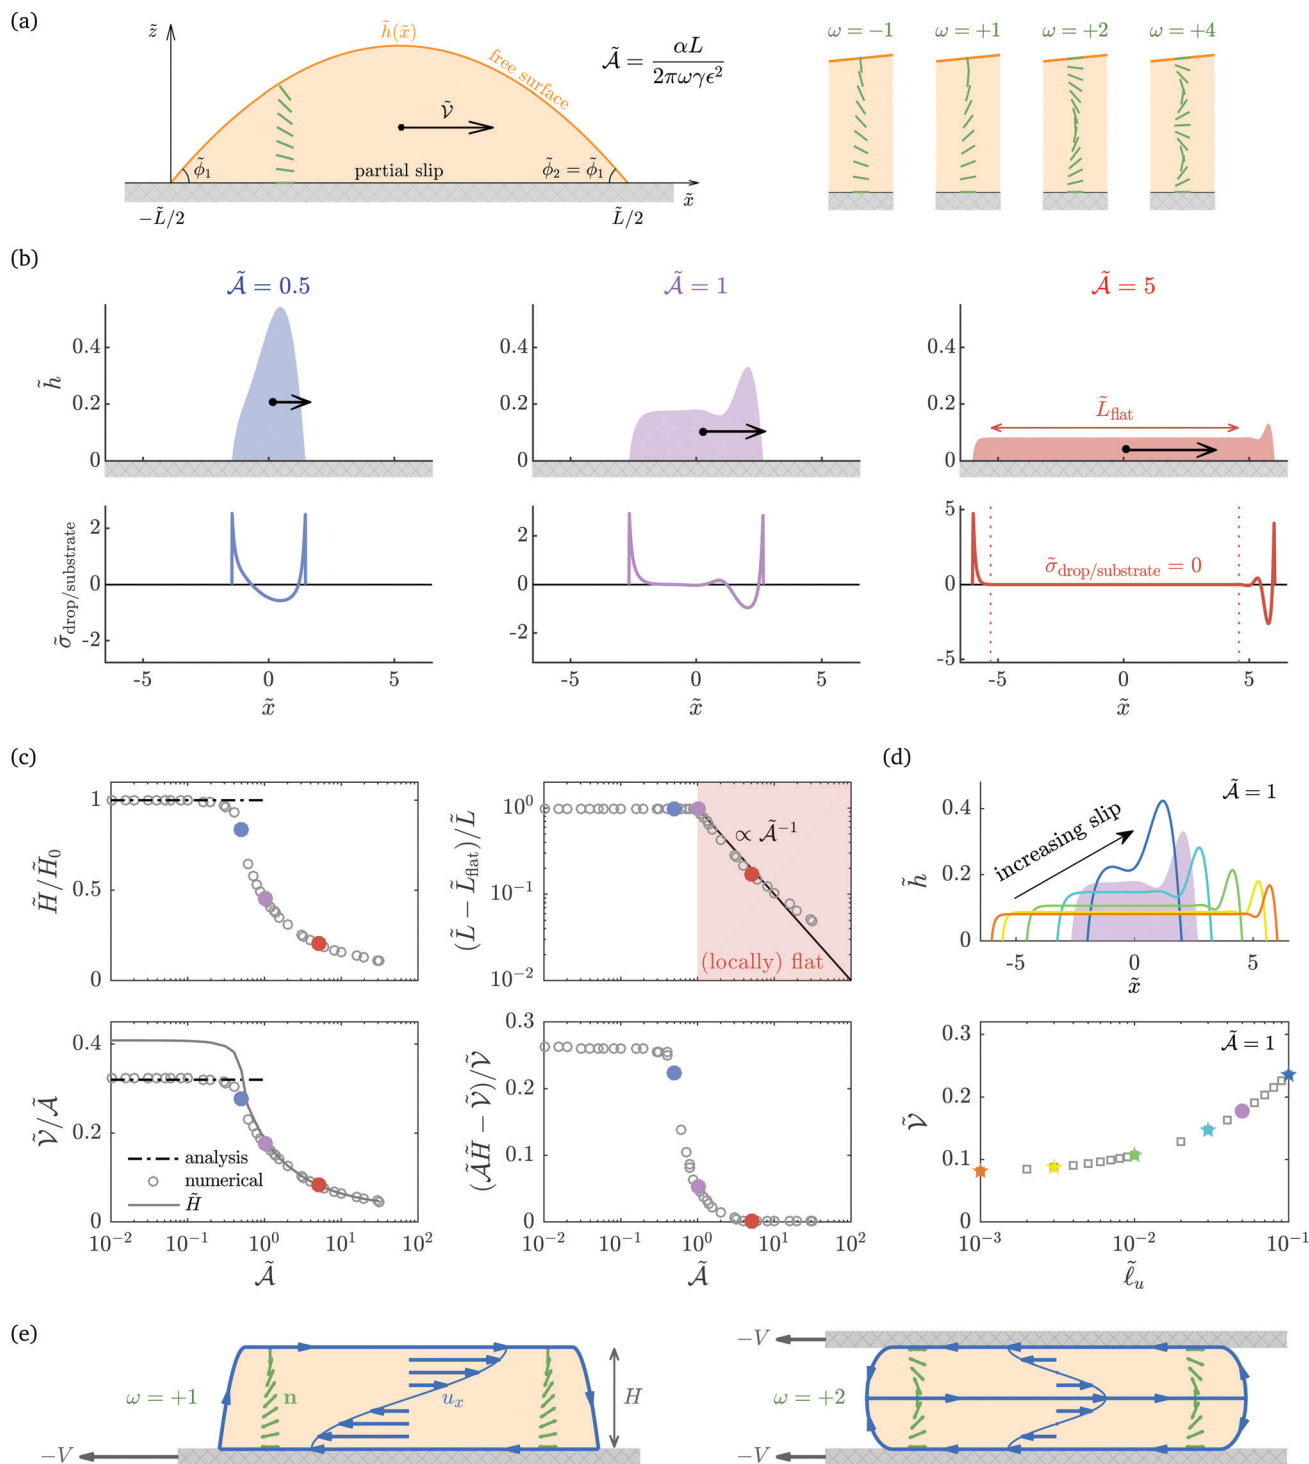 (a)
z̃
h̃(x̃)
free surface
Ṽ
ϕ̃₁
partial slip
ϕ̃₂ = ϕ̃₁
x̃
−L̃/2
L̃/2
Ã = αL / 2πωγϵ²
ω = −1
ω = +1
ω = +2
ω = +4
(b)
Ã = 0.5
Ã = 1
Ã = 5
h̃
0.4
0.2
0
0.4
0.2
0
0.4
0.2
0
L̃flat
σ̃drop/substrate
2
0
-2
2
0
-2
5
0
-5
σ̃drop/substrate = 0
-5
0
5
-5
0
5
-5
0
5
x̃
x̃
x̃
(c)
H̃/H̃₀
1
0.5
0
(L̃ − L̃flat)/L̃
10⁰
10⁻¹
10⁻²
∝ Ã⁻¹
(locally) flat
Ṽ/Ã
0.4
0.2
0
analysis
numerical
H̃
10⁻²
10⁻¹
10⁰
10¹
10²
Ã
(ÃH̃ − Ṽ)/Ṽ
0.3
0.2
0.1
0
10⁻²
10⁻¹
10⁰
10¹
10²
Ã
(d)
Ã = 1
increasing slip
h̃
0.4
0.2
0
-5
0
5
x̃
Ã = 1
Ṽ
0.3
0.2
0.1
0
10⁻³
10⁻²
10⁻¹
ℓ̃ᵤ
(e)
ω = +1
n
uₓ
H
−V
−V
ω = +2
−V